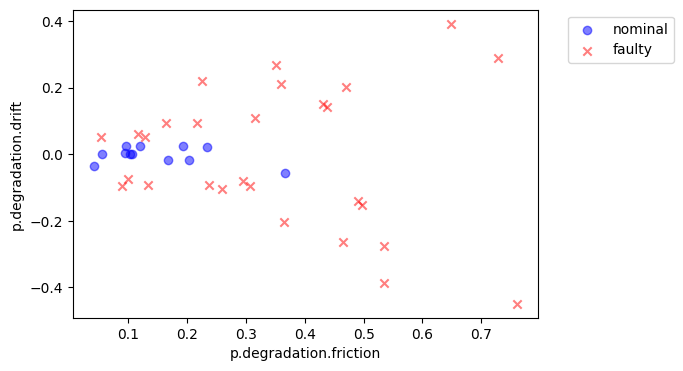 nominal
faulty
0.4
0.2
0.0
−0.2
−0.4
p.degradation.drift
0.1 0.2 0.3 0.4 0.5 0.6 0.7
p.degradation.friction